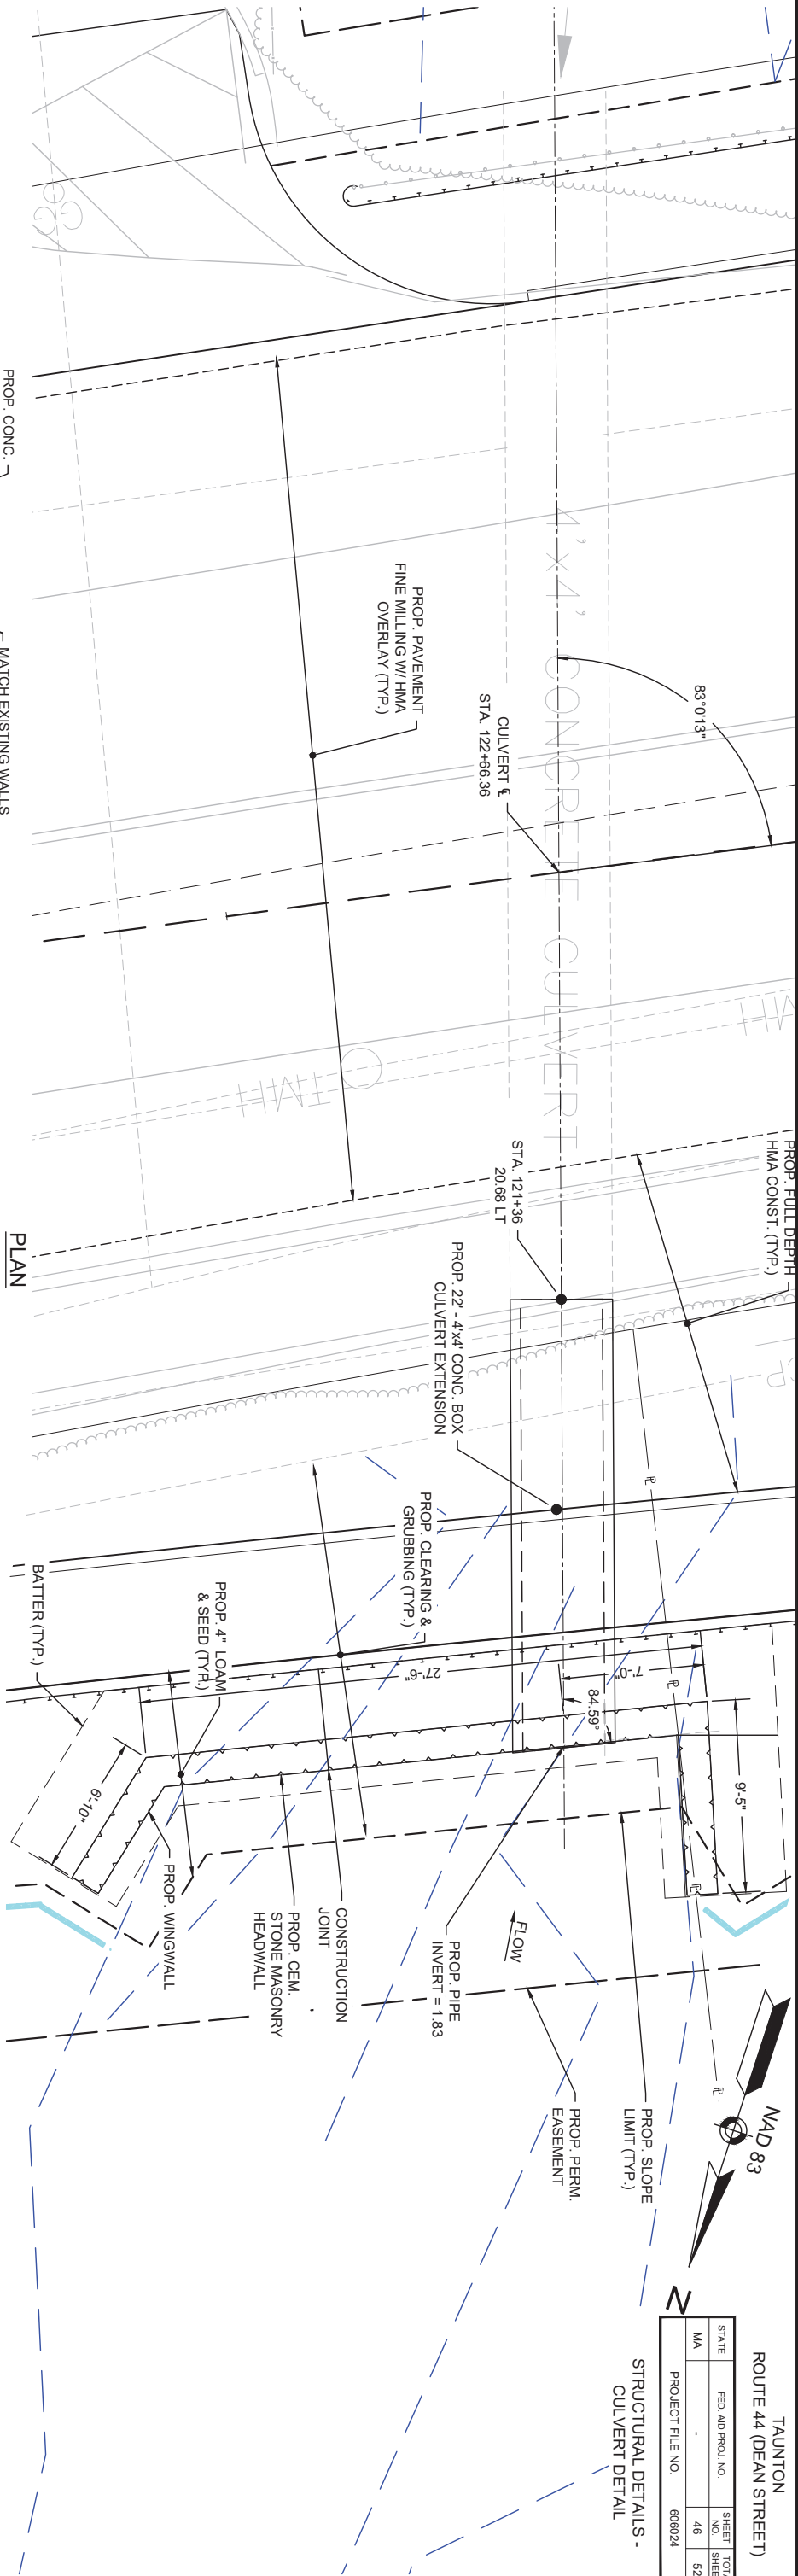 TAUNTON
ROUTE 44 (DEAN STREET)
STATE
FED. AID PROJ. NO.
SHEET
NO.
MA
-
46
52
PROJECT FILE NO.
606024
STRUCTURAL DETAILS -
CULVERT DETAIL
NAD 83
N
83°0'13"
4' X 4' CONCRETE CULVERT
CULVERT ℄
STA. 122+66.36
PROP. PAVEMENT
FINE MILLING W/ HMA
OVERLAY (TYP.)
TMH
MH
PROP. FULL DEPTH
HMA CONST. (TYP.)
STA. 121+36
20.68 LT
PROP. 22' - 4'x4' CONC. BOX
CULVERT EXTENSION
PROP. CLEARING &
GRUBBING (TYP.)
PROP. 4" LOAM
& SEED (TYP.)
BATTER (TYP.)
27'-6"
7'-0"
84.59°
9'-5"
6'-10"
PROP. WINGWALL
PROP. CEM.
STONE MASONRY
HEADWALL
CONSTRUCTION
JOINT
PROP. PIPE
INVERT = 1.83
FLOW
PROP. PERM.
EASEMENT
PROP. SLOPE
LIMIT (TYP.)
PLAN
PROP. CONC.
MATCH EXISTING WALLS